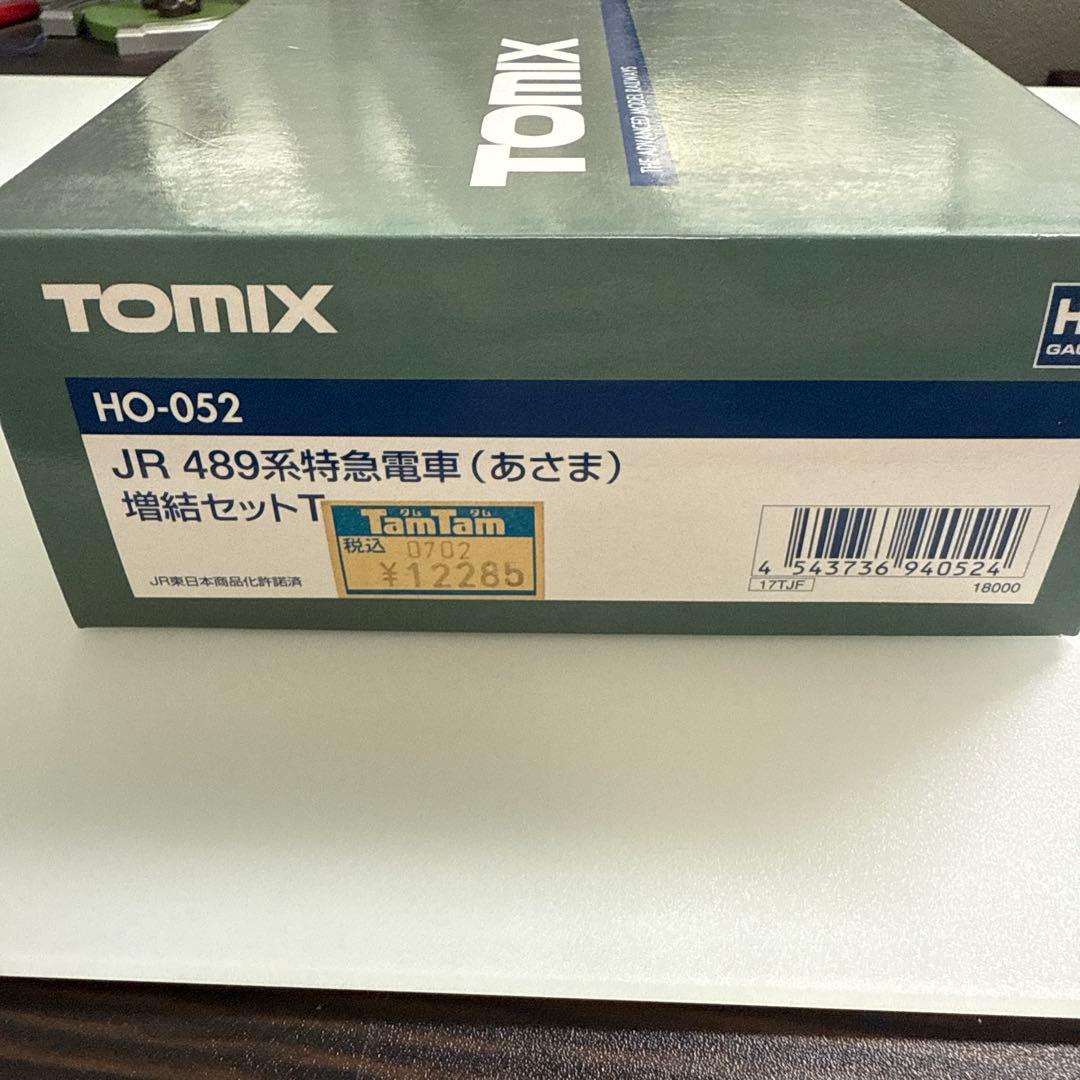 TOMIX
THE ADVANCED MODEL RAILWAYS
TOMIX
HO-052
JR 489系特急電車(あさま)
増結セットT
タム タム
TamTam
税込 0702
¥12285
JR東日本商品化許諾済
4 543736 940524
17TJF 18000